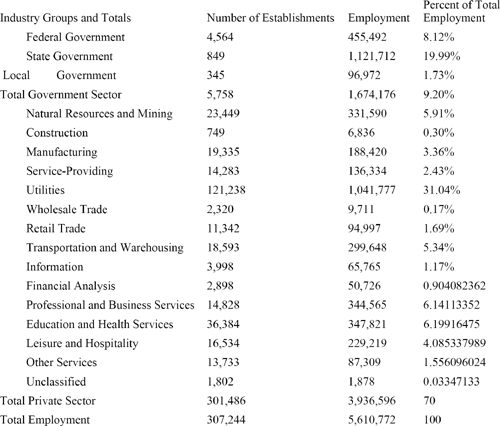 Industry Groups and Totals Number of Establishments Employment Percent of Total Employment
Federal Government 4,564 455,492 8.12%
State Government 849 1,121,712 19.99%
Local Government 345 96,972 1.73%
Total Government Sector 5,758 1,674,176 9.20%
Natural Resources and Mining 23,449 331,590 5.91%
Construction 749 6,836 0.30%
Manufacturing 19,335 188,420 3.36%
Service-Providing 14,283 136,334 2.43%
Utilities 121,238 1,041,777 31.04%
Wholesale Trade 2,320 9,711 0.17%
Retail Trade 11,342 94,997 1.69%
Transportation and Warehousing 18,593 299,648 5.34%
Information 3,998 65,765 1.17%
Financial Analysis 2,898 50,726 0.904082362
Professional and Business Services 14,828 344,565 6.14113352
Education and Health Services 36,384 347,821 6.19916475
Leisure and Hospitality 16,534 229,219 4.085337989
Other Services 13,733 87,309 1.556096024
Unclassified 1,802 1,878 0.03347133
Total Private Sector 301,486 3,936,596 70
Total Employment 307,244 5,610,772 100